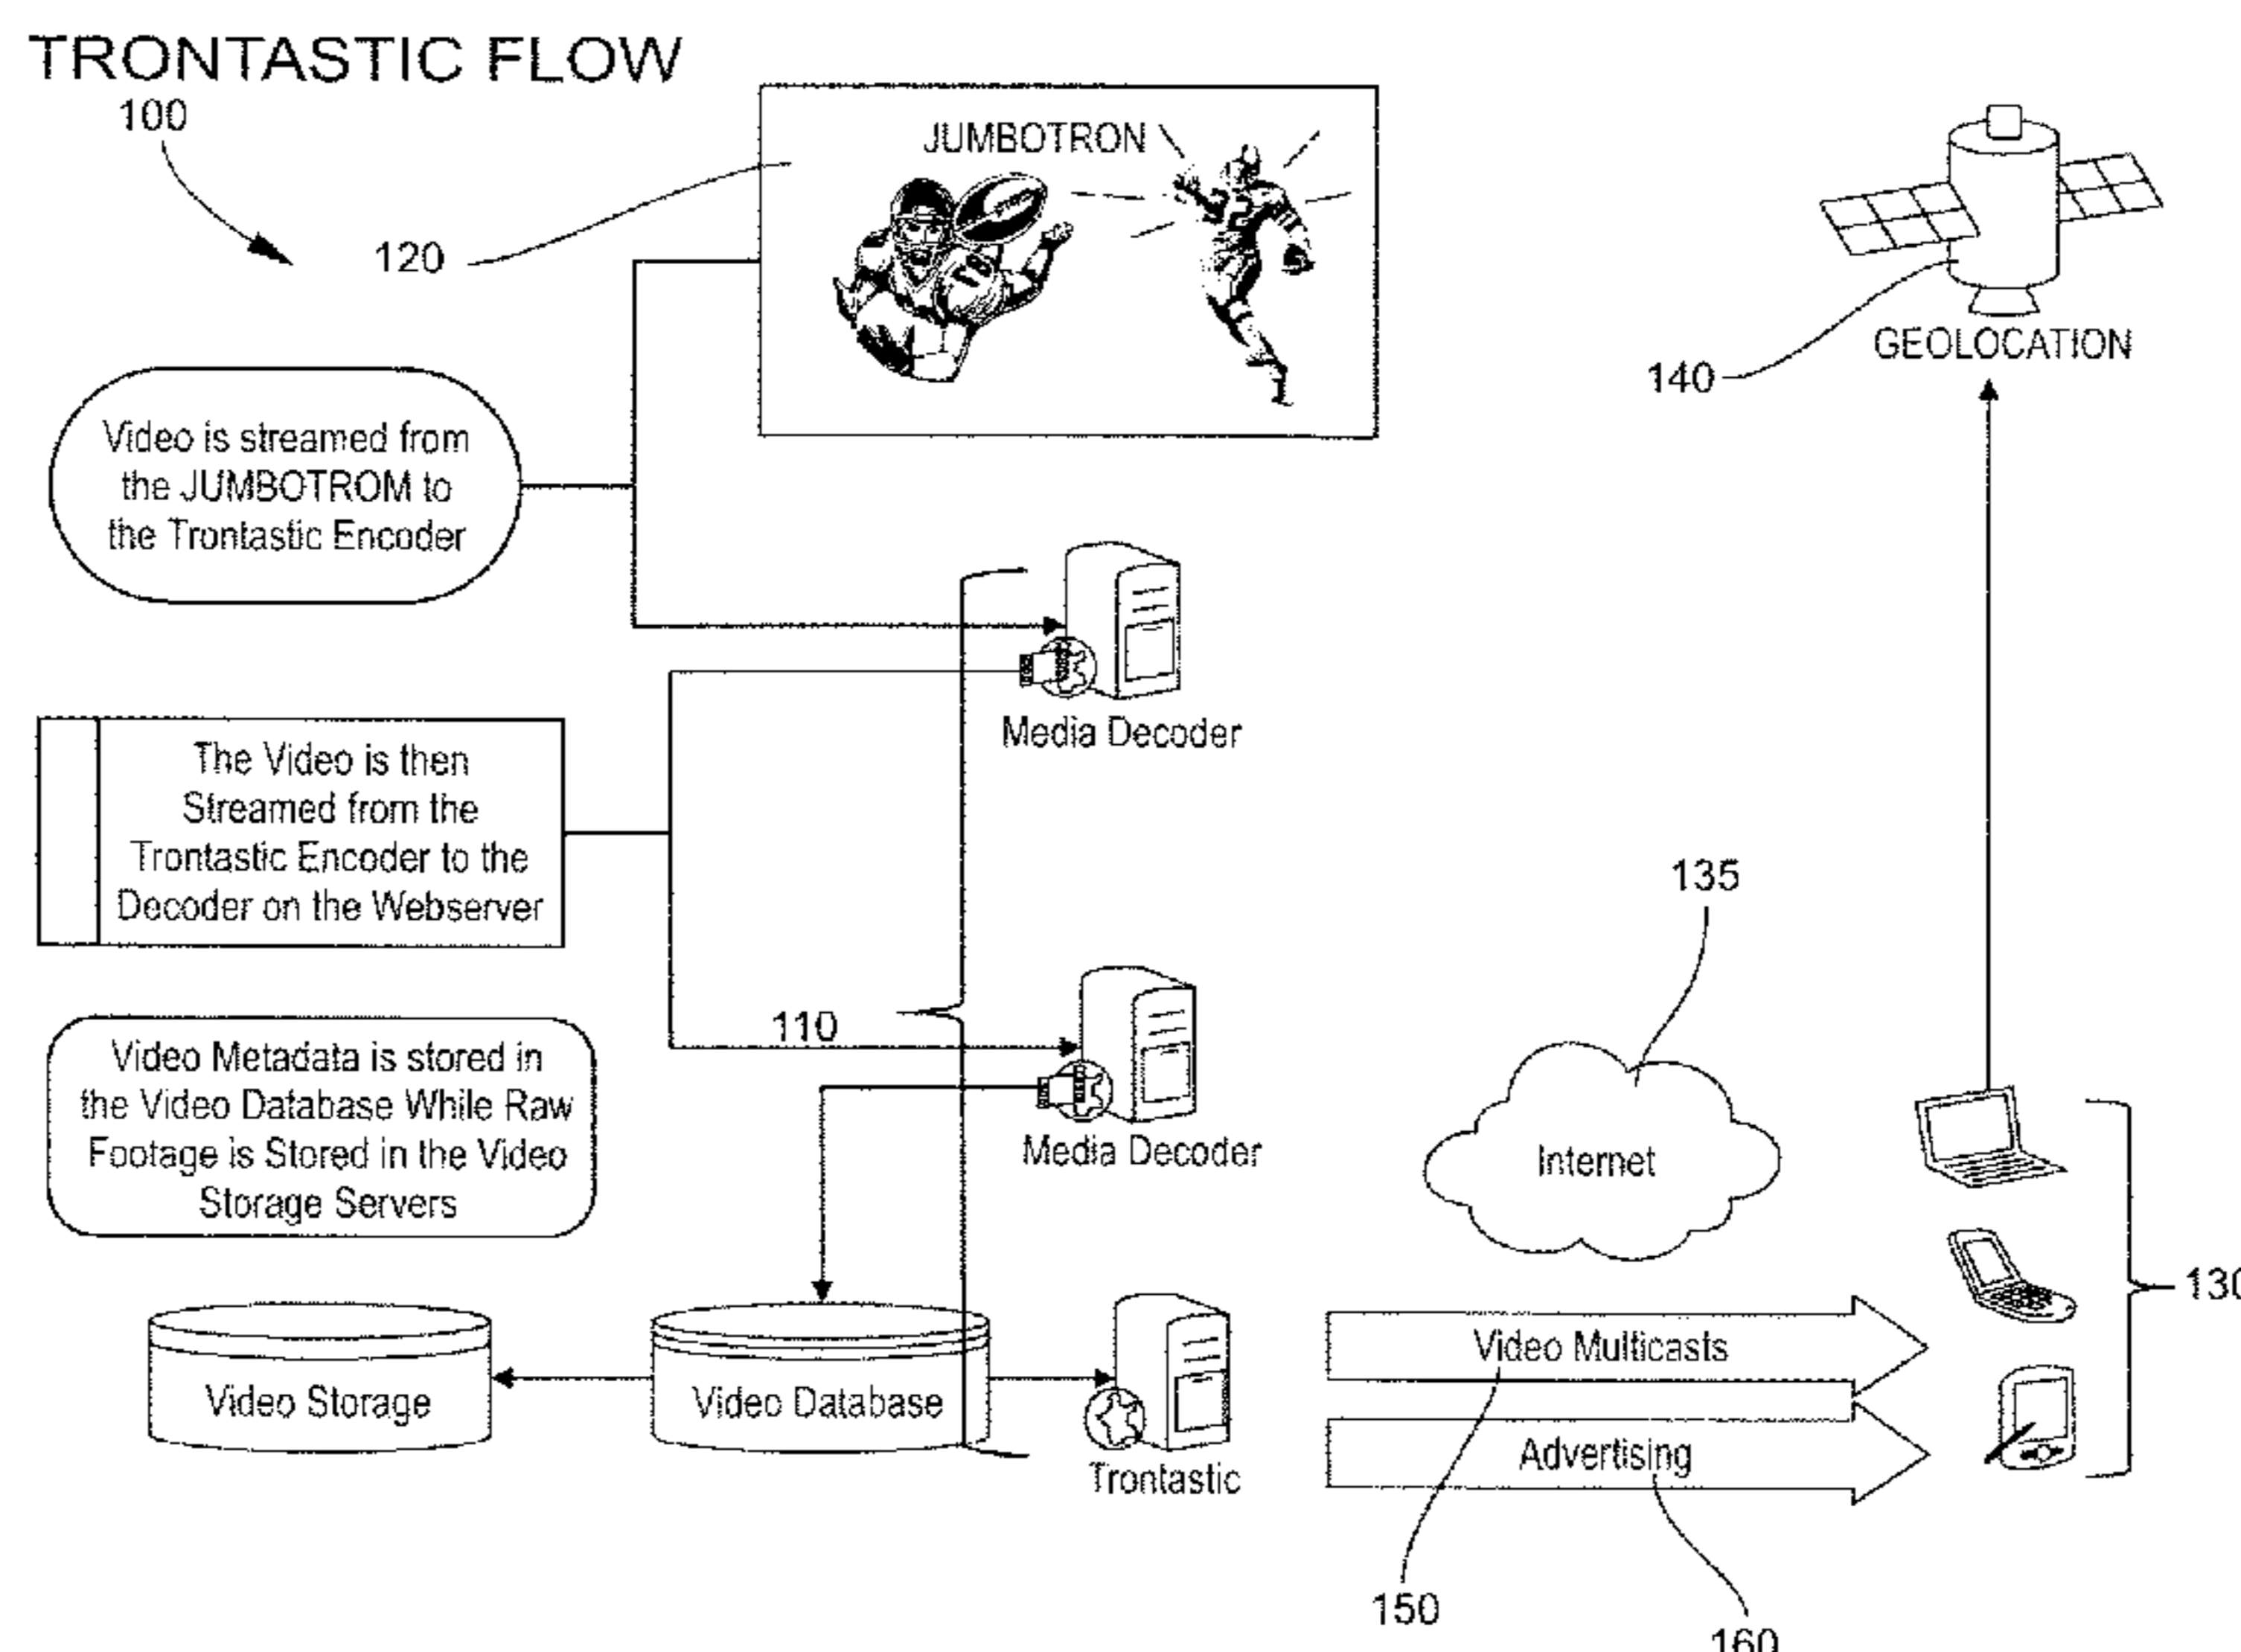 TRONTASTIC FLOW
100
120
JUMBOTRON
140
GEOLOCATION
Video is streamed from
the JUMBOTROM to
the Trontastic Encoder
Media Decoder
The Video is then
Streamed from the
Trontastic Encoder to the
Decoder on the Webserver
110
135
Video Metadata is stored in
the Video Database While Raw
Footage is Stored in the Video
Storage Servers
Media Decoder
Internet
130
Video Storage
Video Database
Trontastic
Video Multicasts
Advertising
150
160